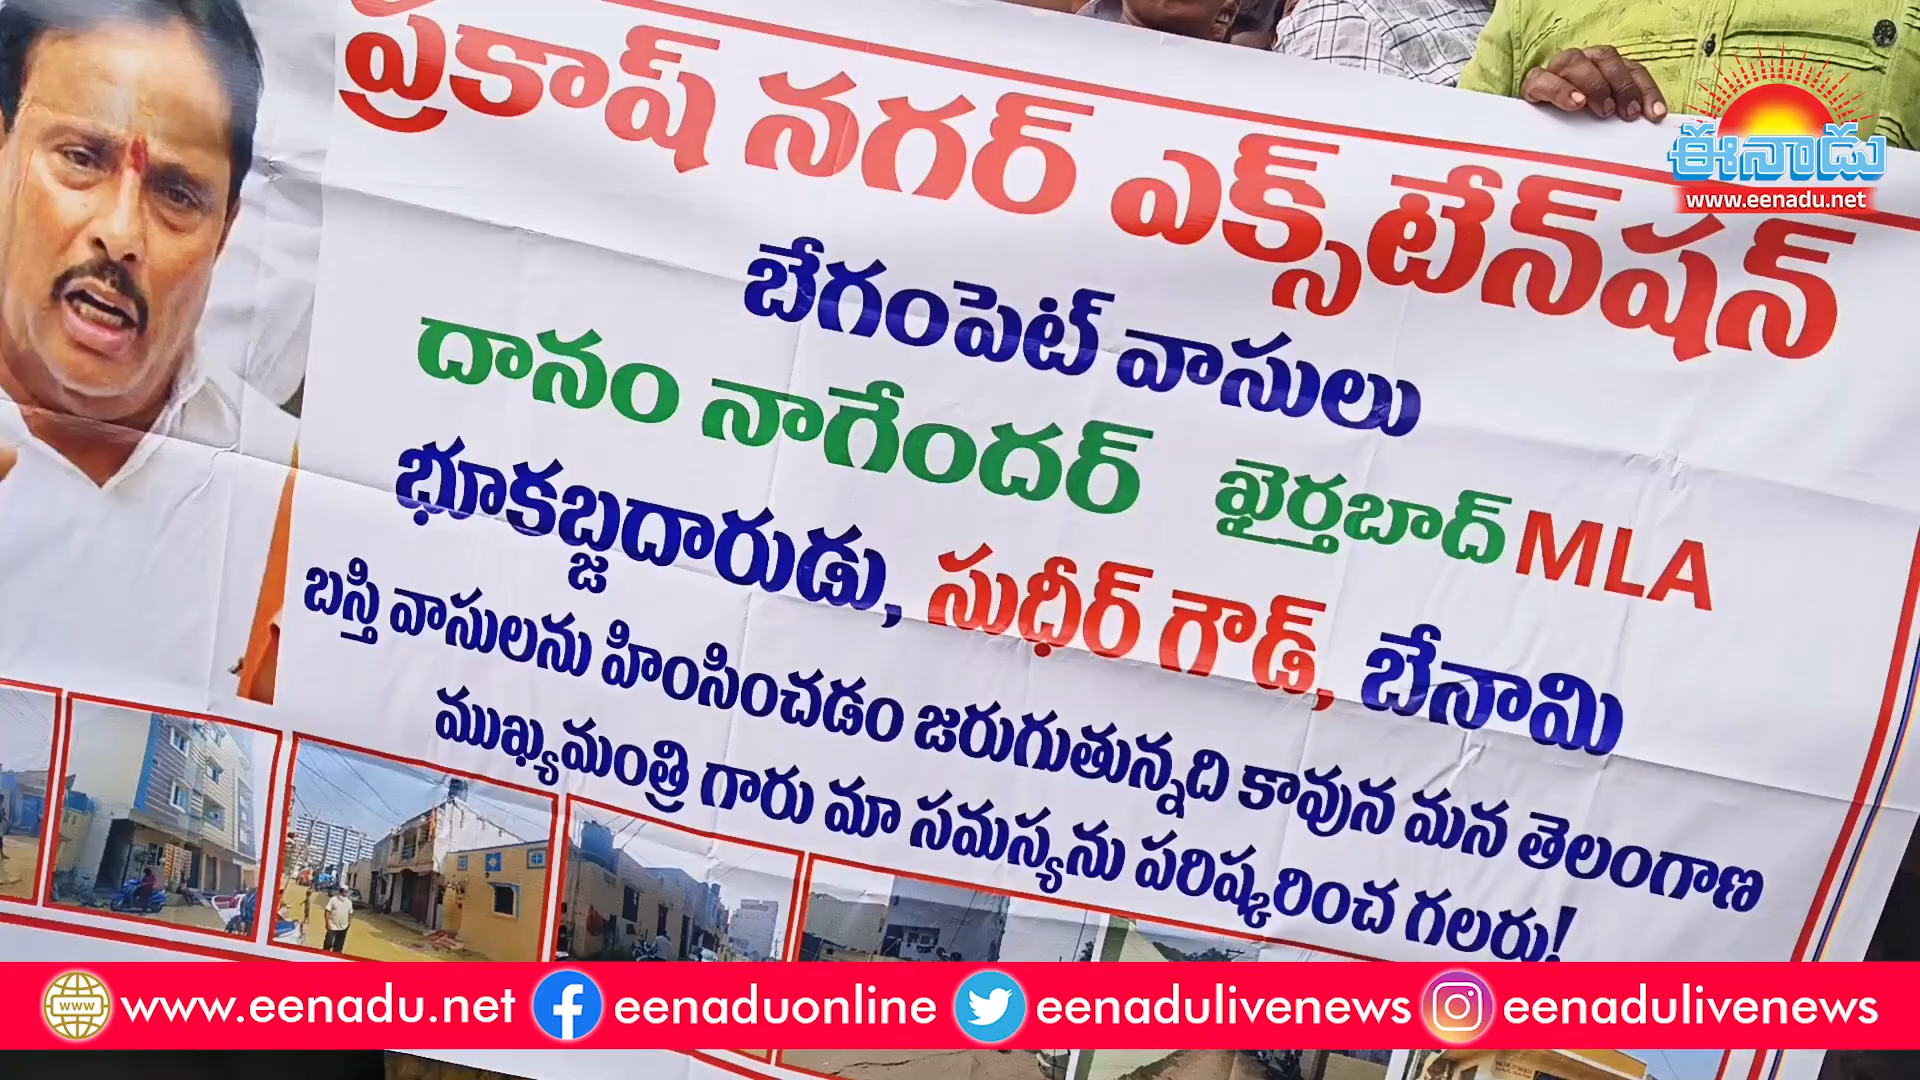 ప్రకాష్ నగర్ ఎక్స్‌టేన్‌షన్
బేగంపెట్ వాసులు
దానం నాగేందర్ ఖైర్తబాద్ MLA
భూకబ్జదారుడు, సుధీర్ గౌడ్, బేనామి
బస్తి వాసులను హింసించడం జరుగుతున్నది కావున మన తెలంగాణ
ముఖ్యమంత్రి గారు మా సమస్యను పరిష్కరించ గలరు!
ఈనాడు
www.eenadu.net
www www.eenadu.net f eenaduonline eenadulivenews eenadulivenews